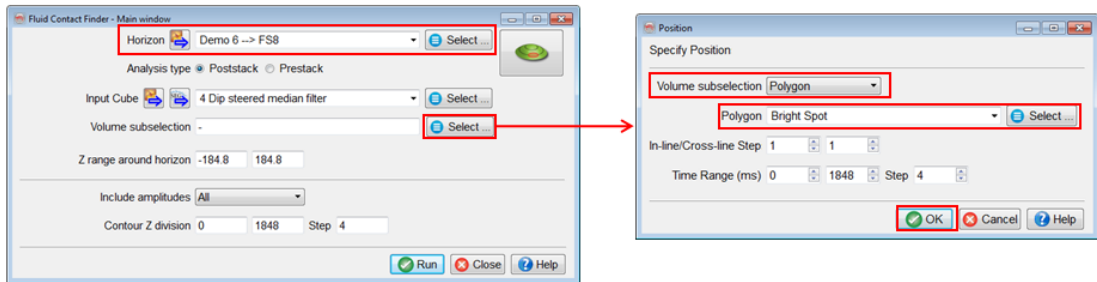 Fluid Contact Finder - Main window
Horizon Demo 6 --> FS8 Select ...
Analysis type Poststack Prestack
Input Cube 4 Dip steered median filter Select ...
Volume subselection - Select ...
Z range around horizon -184.8 184.8
Include amplitudes All
Contour Z division 0 1848 Step 4
Run Close Help
Position
Specify Position
Volume subselection Polygon
Polygon Bright Spot Select ...
In-line/Cross-line Step 1 1
Time Range (ms) 0 1848 Step 4
OK Cancel Help